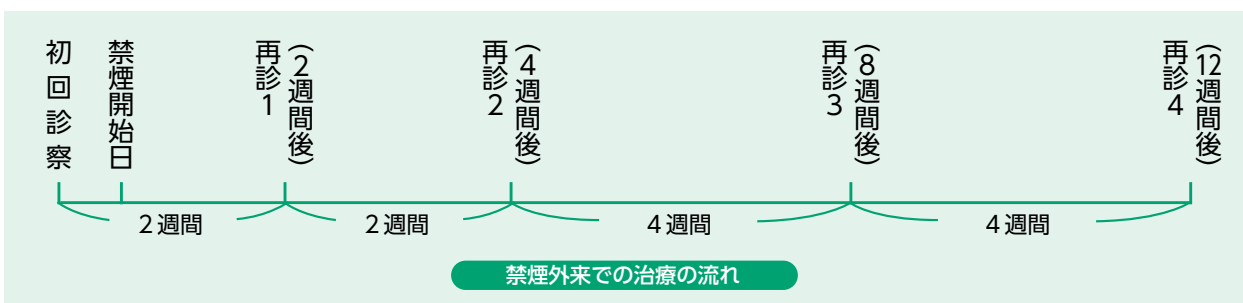 初回診察
禁煙開始日
再診1
（2週間後）
再診2
（4週間後）
再診3
（8週間後）
再診4
（12週間後）
2週間
2週間
4週間
4週間
禁煙外来での治療の流れ